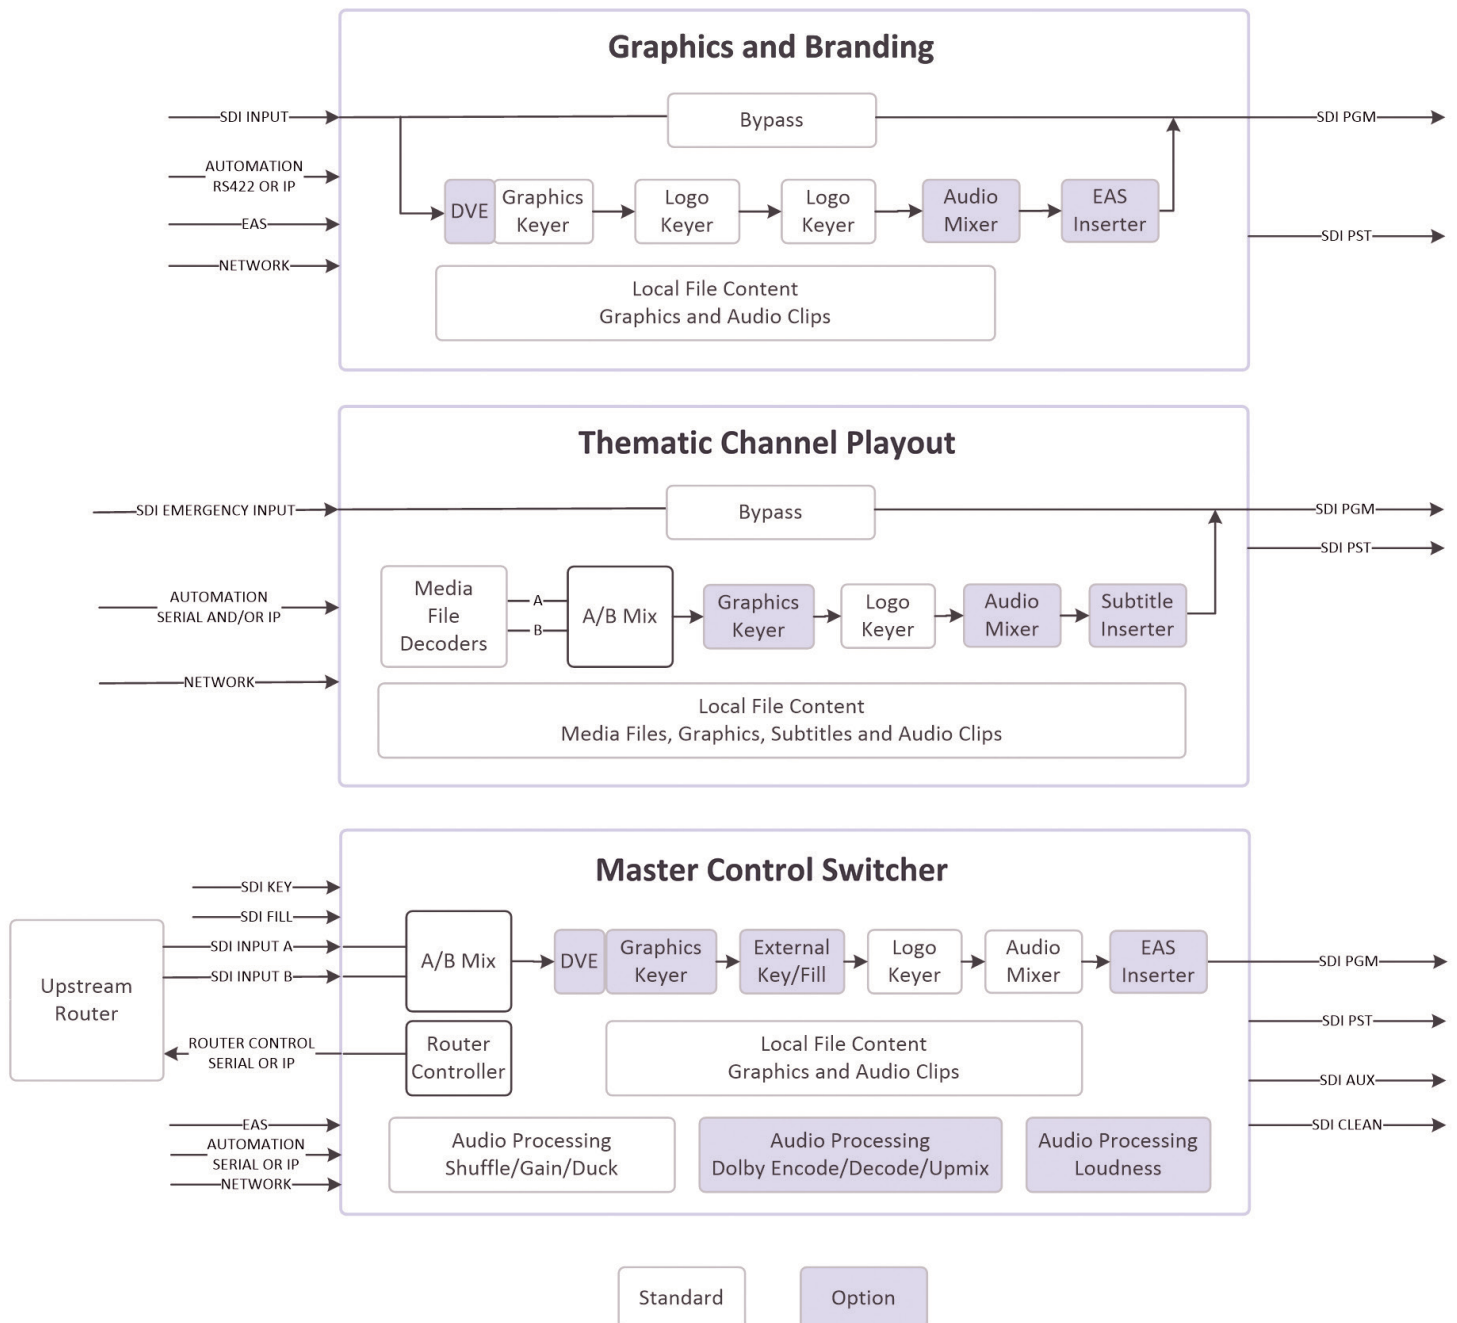 Graphics and Branding
SDI INPUT
Bypass
SDI PGM
AUTOMATION
RS422 OR IP
DVE
Graphics
Keyer
Logo
Keyer
Logo
Keyer
Audio
Mixer
EAS
Inserter
EAS
SDI PST
NETWORK
Local File Content
Graphics and Audio Clips
Thematic Channel Playout
SDI EMERGENCY INPUT
Bypass
SDI PGM
SDI PST
AUTOMATION
SERIAL AND/OR IP
Media
File
Decoders
A
B
A/B Mix
Graphics
Keyer
Logo
Keyer
Audio
Mixer
Subtitle
Inserter
NETWORK
Local File Content
Media Files, Graphics, Subtitles and Audio Clips
Master Control Switcher
SDI KEY
SDI FILL
SDI INPUT A
SDI INPUT B
Upstream
Router
A/B Mix
DVE
Graphics
Keyer
External
Key/Fill
Logo
Keyer
Audio
Mixer
EAS
Inserter
SDI PGM
ROUTER CONTROL
SERIAL OR IP
Router
Controller
Local File Content
Graphics and Audio Clips
SDI PST
SDI AUX
SDI CLEAN
EAS
AUTOMATION
SERIAL OR IP
NETWORK
Audio Processing
Shuffle/Gain/Duck
Audio Processing
Dolby Encode/Decode/Upmix
Audio Processing
Loudness
Standard
Option